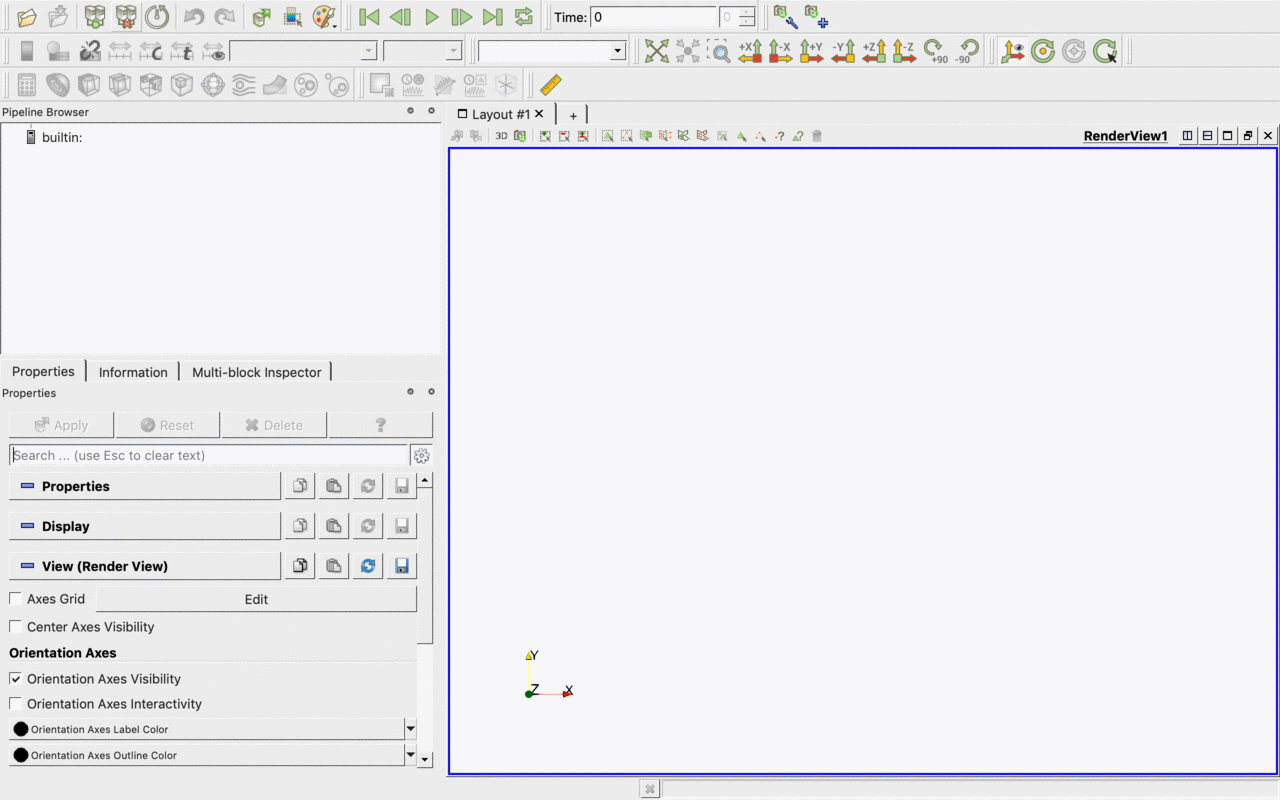 Time: 0 0
+X -X +Y -Y +Z -Z +90 -90
Pipeline Browser
Layout #1 +
builtin:
3D
RenderView1
Properties Information Multi-block Inspector
Properties
Apply Reset Delete ?
Search ... (use Esc to clear text)
Properties
Display
View (Render View)
Axes Grid Edit
Center Axes Visibility
Orientation Axes
Orientation Axes Visibility
Orientation Axes Interactivity
Orientation Axes Label Color
Orientation Axes Outline Color
Y
Z X